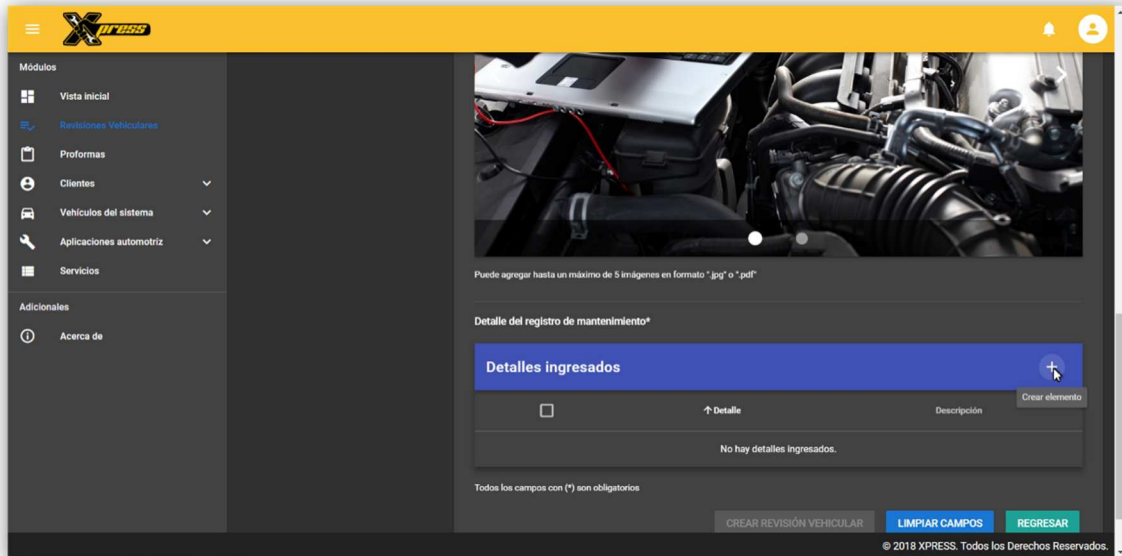 Xpress
Módulos
Vista inicial
Revisiones Vehiculares
Proformas
Clientes
Vehículos del sistema
Aplicaciones automotriz
Servicios
Adicionales
Acerca de
Puede agregar hasta un máximo de 5 imágenes en formato ".jpg" o ".pdf"
Detalle del registro de mantenimiento*
Detalles ingresados
Crear elemento
Detalle Descripción
No hay detalles ingresados.
Todos los campos con (*) son obligatorios
CREAR REVISIÓN VEHICULAR LIMPIAR CAMPOS REGRESAR
© 2018 XPRESS. Todos los Derechos Reservados.